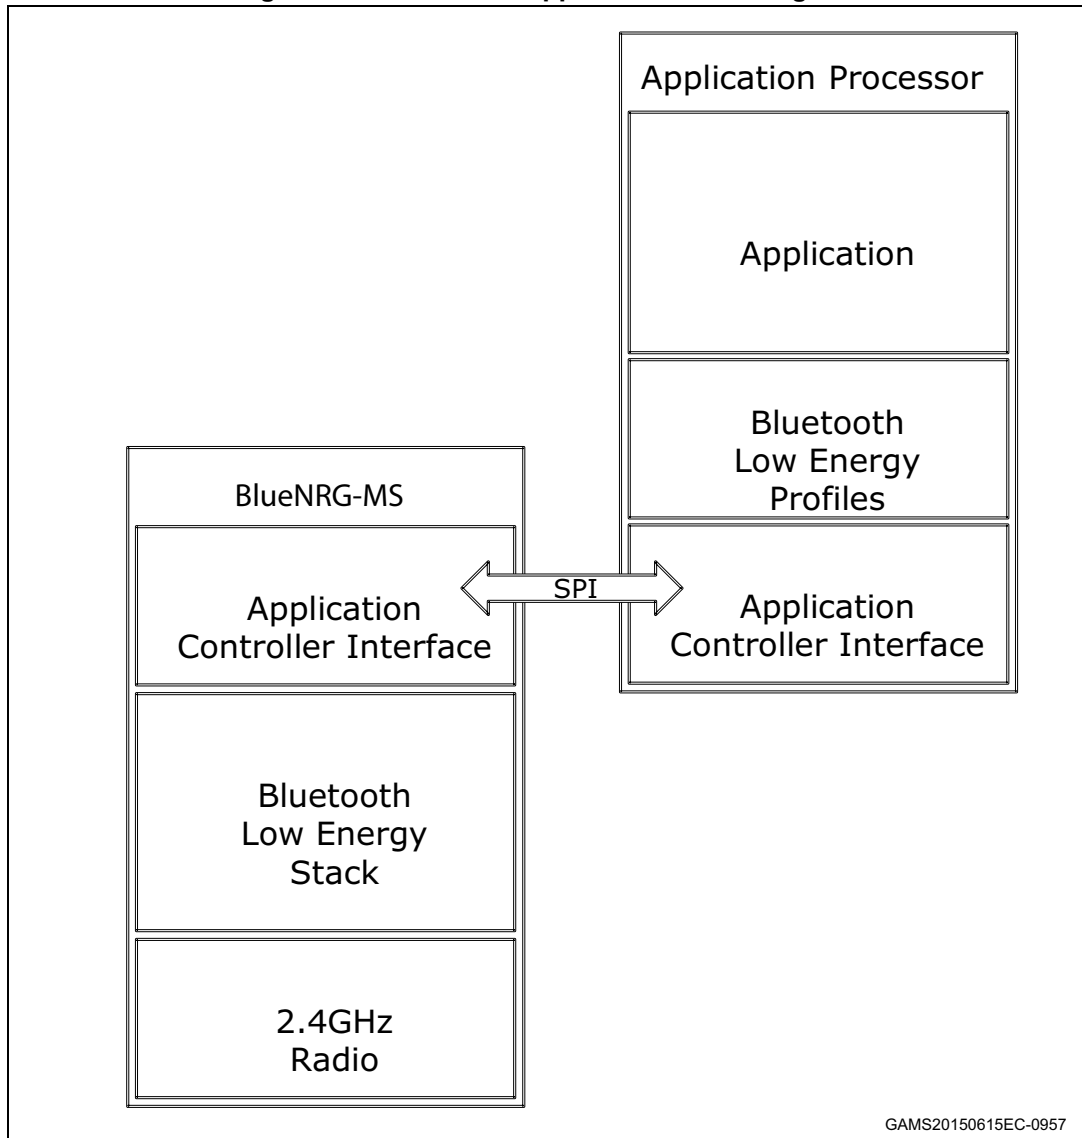 Application Processor
Application
Bluetooth
Low Energy
Profiles
BlueNRG-MS
SPI
Application
Controller Interface
Application
Controller Interface
Bluetooth
Low Energy
Stack
2.4GHz
Radio
GAMS20150615EC-0957